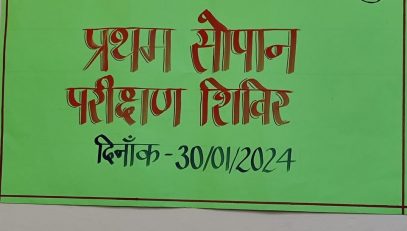 प्रथम सोपान
परीक्षण शिविर
दिनाँक - 30/01/2024